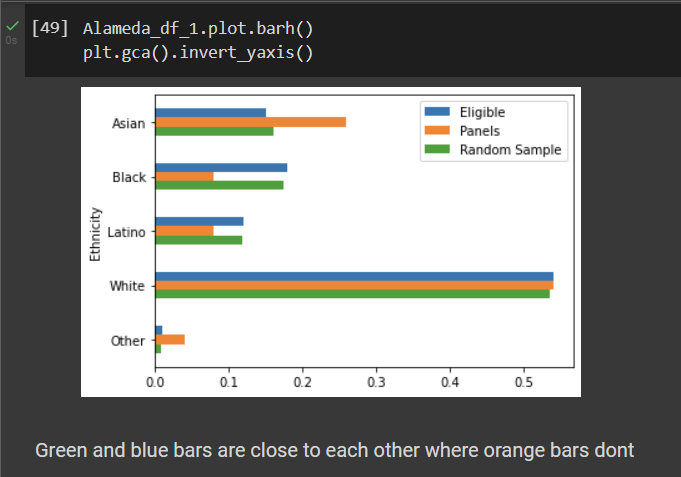 [49] Alameda_df_1.plot.barh()
plt.gca().invert_yaxis()
0s
Eligible
Panels
Random Sample
Asian
Black
Latino
White
Other
Ethnicity
0.0 0.1 0.2 0.3 0.4 0.5
Green and blue bars are close to each other where orange bars dont